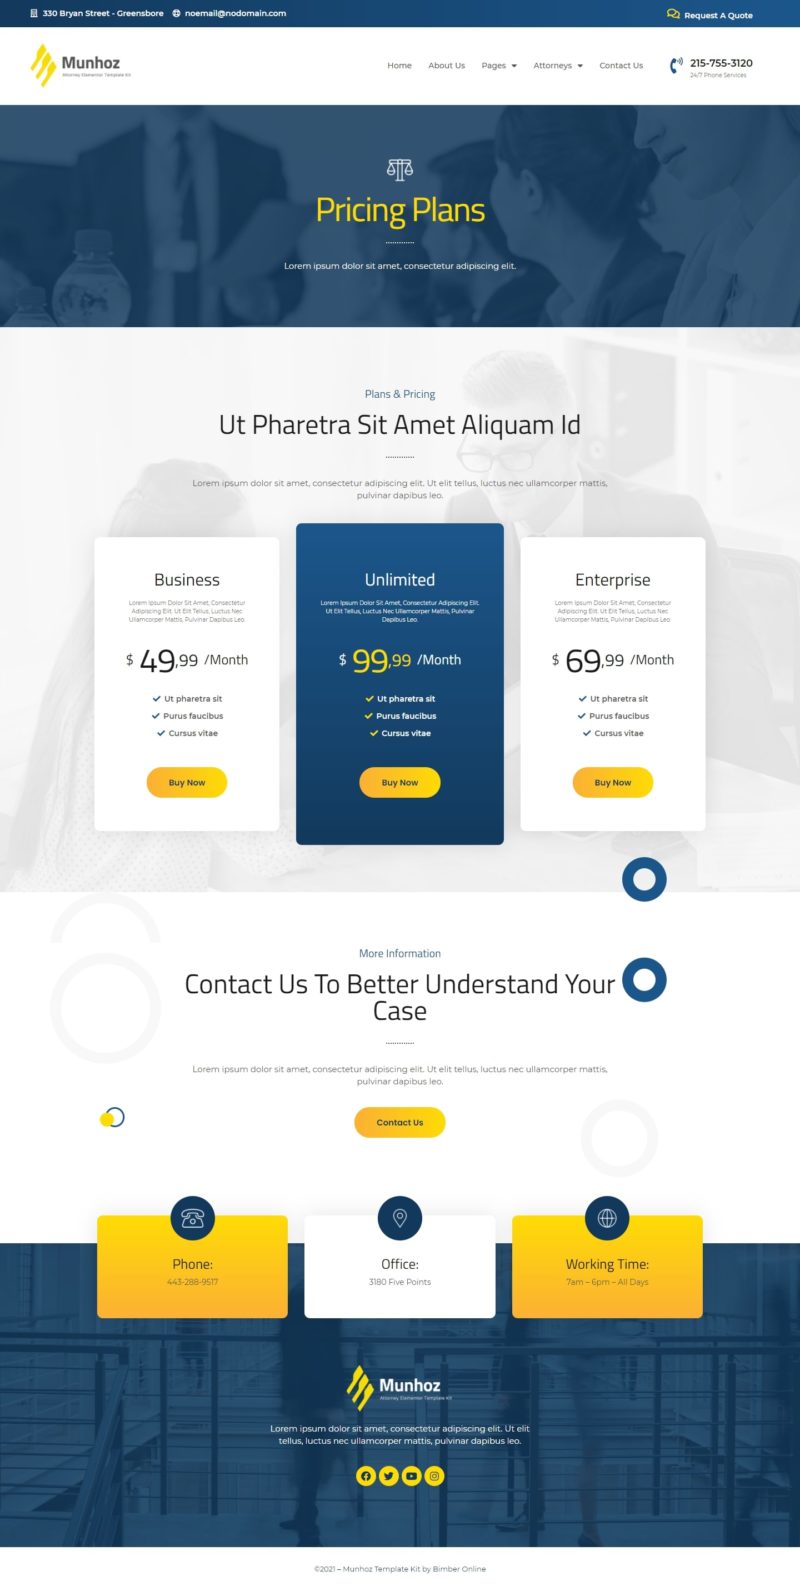 330 Bryan Street - Greensbore noemail@nodomain.com Request A Quote
Munhoz
Attorney Elementor Template Kit
Home About Us Pages Attorneys Contact Us
215-755-3120
24/7 Phone Services
Pricing Plans
Lorem ipsum dolor sit amet, consectetur adipiscing elit.
Plans & Pricing
Ut Pharetra Sit Amet Aliquam Id
Lorem ipsum dolor sit amet, consectetur adipiscing elit. Ut elit tellus, luctus nec ullamcorper mattis,
pulvinar dapibus leo.
Business
Lorem Ipsum Dolor Sit Amet, Consectetur
Adipiscing Elit. Ut Elit Tellus, Luctus Nec
Ullamcorper Mattis, Pulvinar Dapibus Leo.
$ 49,99 /Month
Ut pharetra sit
Purus faucibus
Cursus vitae
Buy Now
Unlimited
Lorem Ipsum Dolor Sit Amet, Consectetur Adipiscing Elit.
Ut Elit Tellus, Luctus Nec Ullamcorper Mattis, Pulvinar
Dapibus Leo.
$ 99,99 /Month
Ut pharetra sit
Purus faucibus
Cursus vitae
Buy Now
Enterprise
Lorem Ipsum Dolor Sit Amet, Consectetur
Adipiscing Elit. Ut Elit Tellus, Luctus Nec
Ullamcorper Mattis, Pulvinar Dapibus Leo.
$ 69,99 /Month
Ut pharetra sit
Purus faucibus
Cursus vitae
Buy Now
More Information
Contact Us To Better Understand Your
Case
Lorem ipsum dolor sit amet, consectetur adipiscing elit. Ut elit tellus, luctus nec ullamcorper mattis,
pulvinar dapibus leo.
Contact Us
Phone:
443-288-9517
Office:
3180 Five Points
Working Time:
7am – 6pm – All Days
Munhoz
Attorney Elementor Template Kit
Lorem ipsum dolor sit amet, consectetur adipiscing elit. Ut elit
tellus, luctus nec ullamcorper mattis, pulvinar dapibus leo.
©2021 – Munhoz Template Kit by Bimber Online